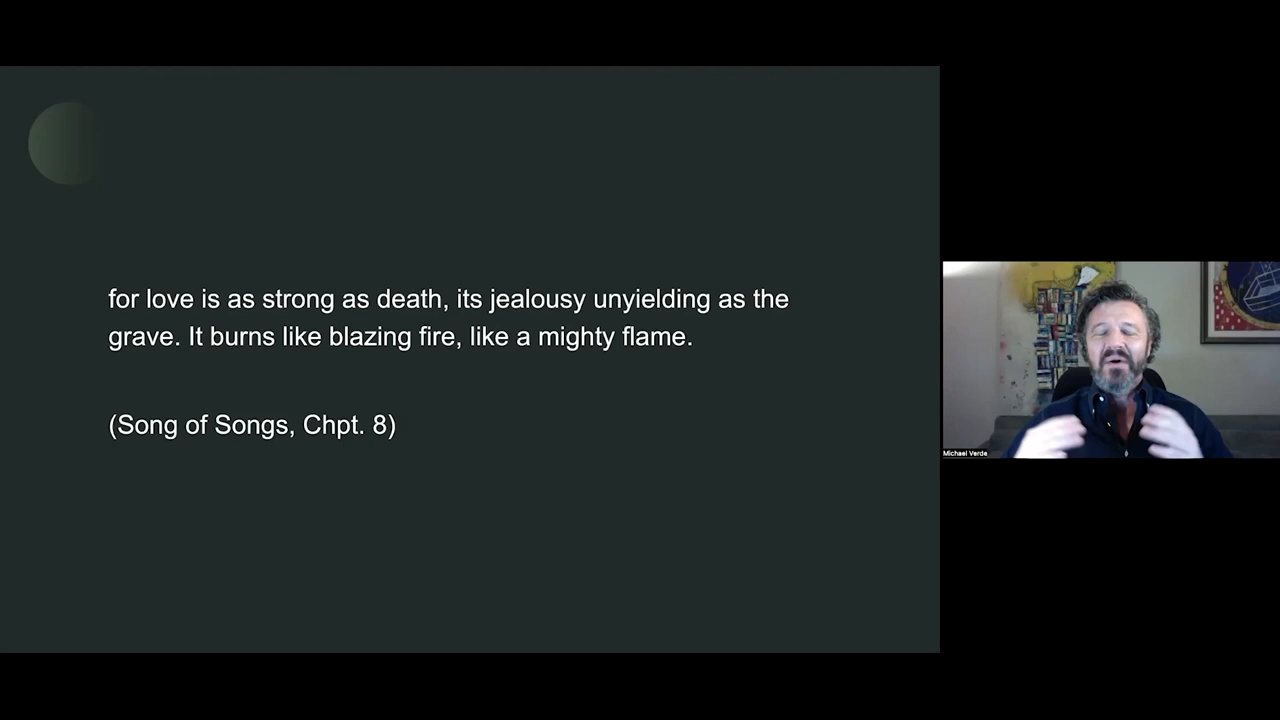 for love is as strong as death, its jealousy unyielding as the
grave. It burns like blazing fire, like a mighty flame.
(Song of Songs, Chpt. 8)
Michael Verde